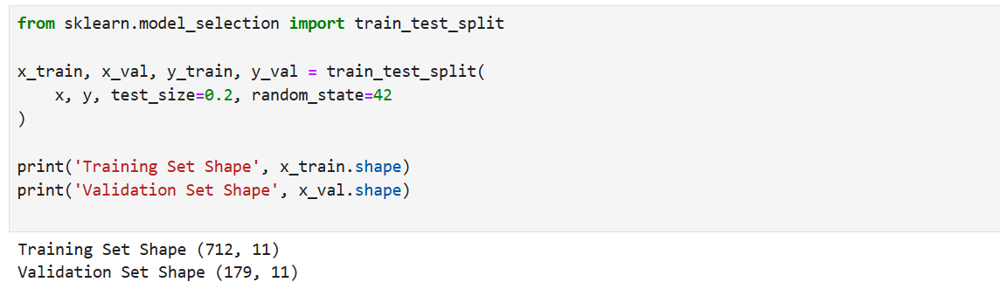 from sklearn.model_selection import train_test_split
x_train, x_val, y_train, y_val = train_test_split(
    x, y, test_size=0.2, random_state=42
)
print('Training Set Shape', x_train.shape)
print('Validation Set Shape', x_val.shape)
Training Set Shape (712, 11)
Validation Set Shape (179, 11)